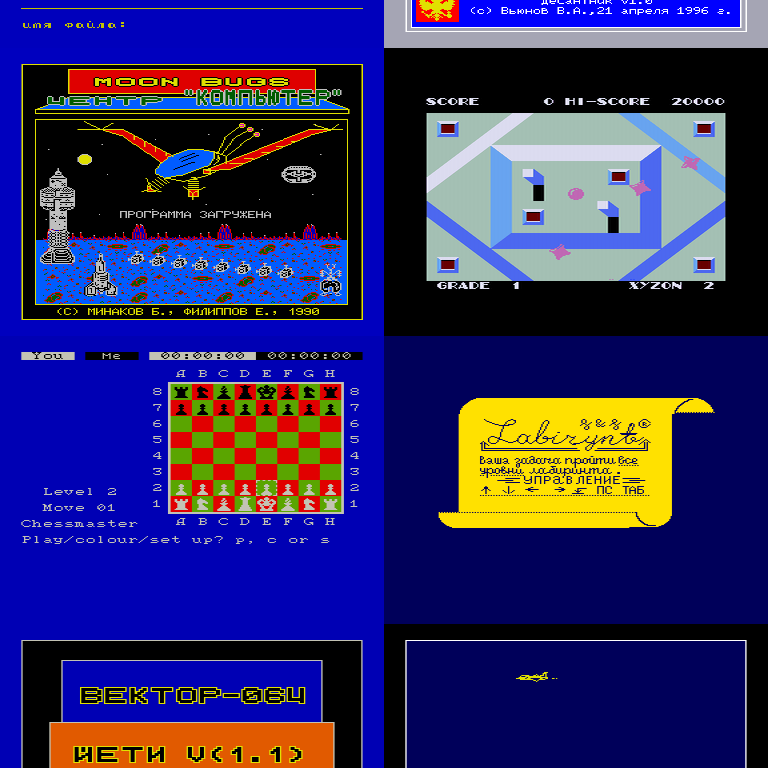 имя файла:
десантник v1.0
(c) Вьюнов В.А.,21 апреля 1996 г.
MOON BUGS
ЦЕНТР "КОМПЬЮТЕР"
ПРОГРАММА ЗАГРУЖЕНА
(С) МИНАКОВ Б., ФИЛИППОВ Е., 1990
SCORE 0 HI-SCORE 20000
GRADE 1 XYZON 2
You Me 00:00:00 00:00:00
A B C D E F G H
8 8
7 7
6 6
5 5
4 4
3 3
2 2
1 1
A B C D E F G H
Level 2
Move 01
Chessmaster
Play/colour/set up? p, c or s
Labirynt ®
Ваша задача пройти все
уровни лабиринта .
УПРАВЛЕНИЕ
↑ ↓ ← → ПС ТАБ
ВЕКТОР-06Ц
ЙЕТИ V(1.1)